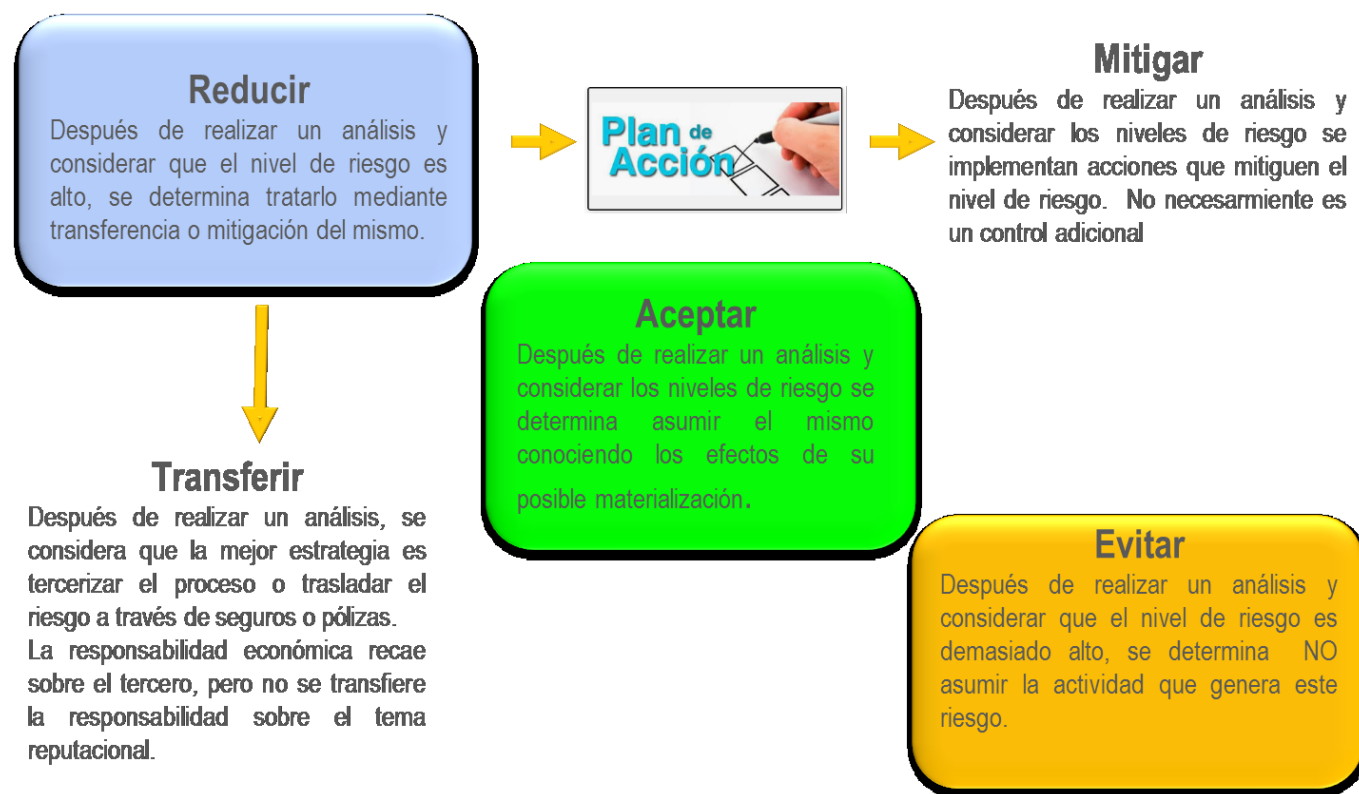 Reducir
Después de realizar un análisis y
considerar que el nivel de riesgo es
alto, se determina tratarlo mediante
transferencia o mitigación del mismo.
Plan de
Acción
Mitigar
Después de realizar un análisis y
considerar los niveles de riesgo se
implementan acciones que mitiguen el
nivel de riesgo. No necesarmiente es
un control adicional
Aceptar
Después de realizar un análisis y
considerar los niveles de riesgo se
determina asumir el mismo
conociendo los efectos de su
posible materialización.
Transferir
Después de realizar un análisis, se
considera que la mejor estrategia es
tercerizar el proceso o trasladar el
riesgo a través de seguros o pólizas.
La responsabilidad económica recae
sobre el tercero, pero no se transfiere
la responsabilidad sobre el tema
reputacional.
Evitar
Después de realizar un análisis y
considerar que el nivel de riesgo es
demasiado alto, se determina NO
asumir la actividad que genera este
riesgo.